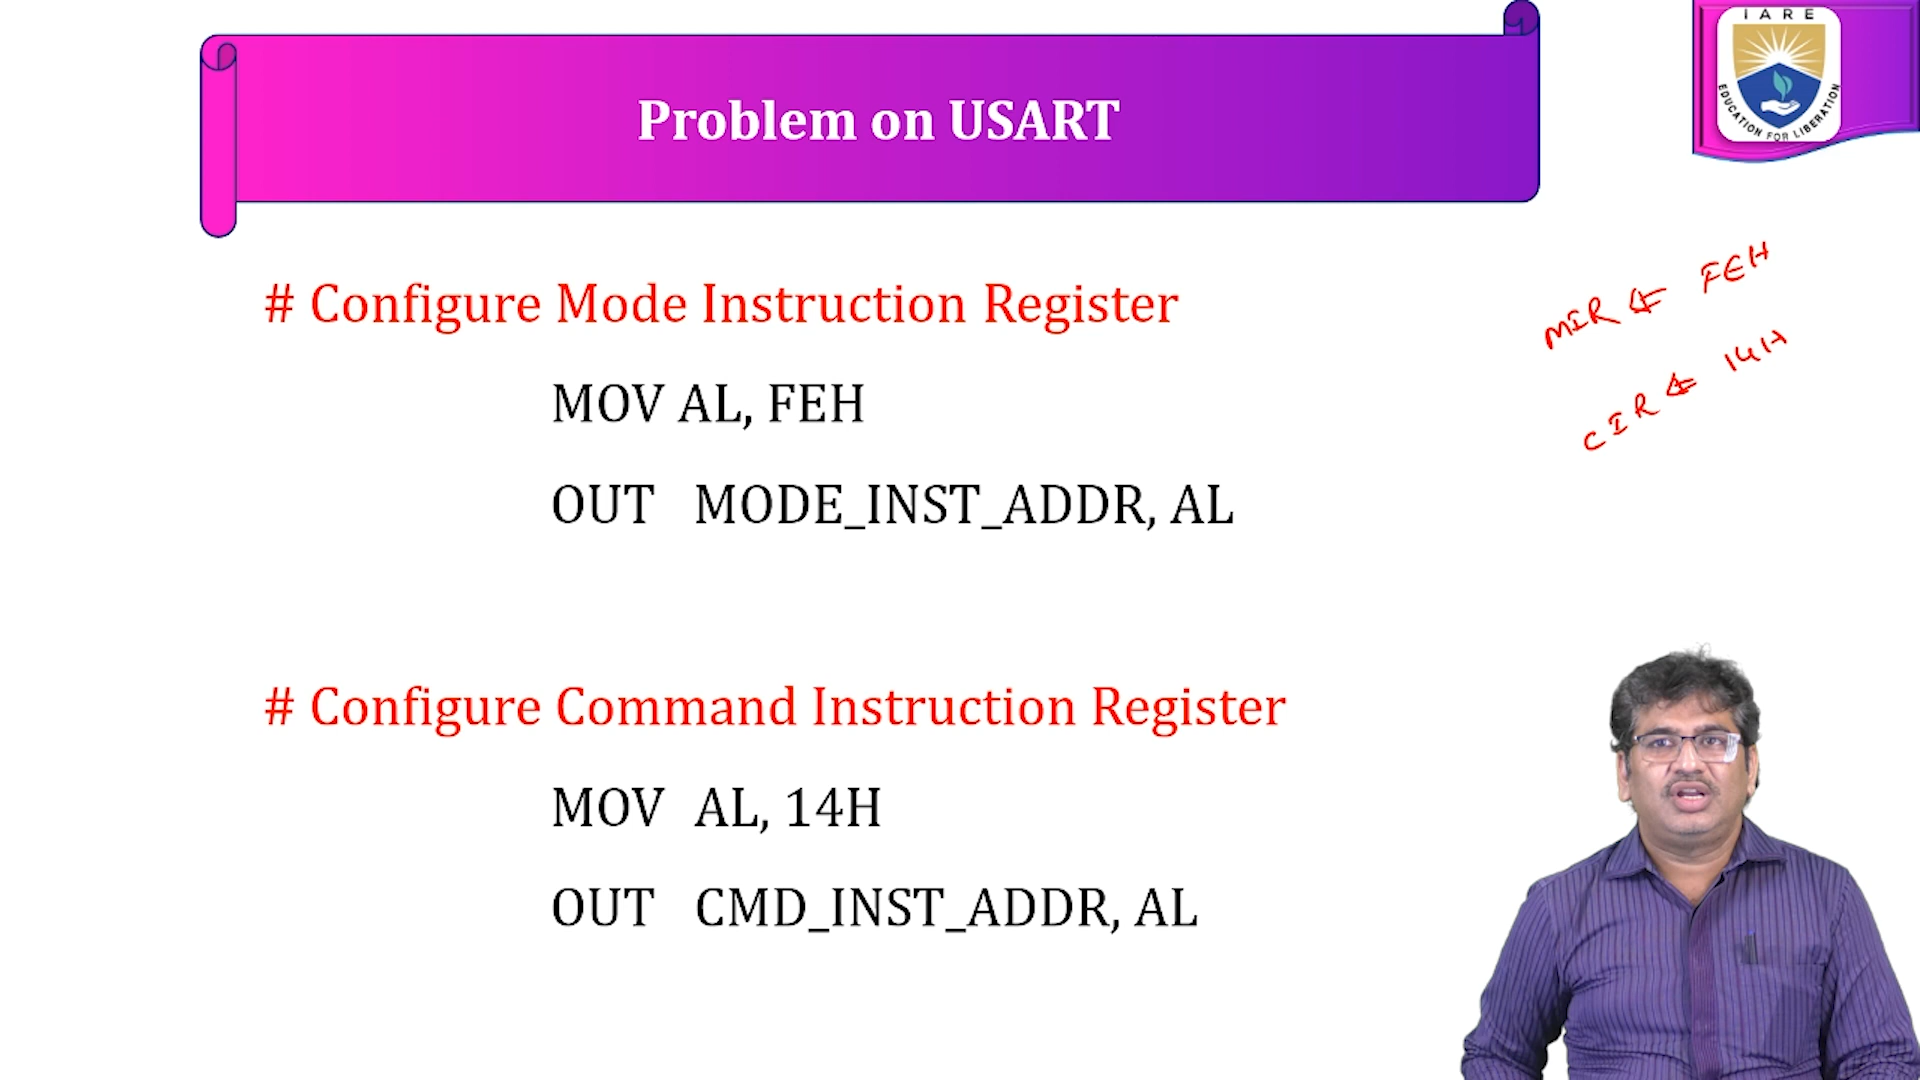 IARE
EDUCATION FOR LIBERATION
Problem on USART
# Configure Mode Instruction Register
MOV AL, FEH
OUT MODE_INST_ADDR, AL
MIR ⇐ FEH
CIR ⇐ 14H
# Configure Command Instruction Register
MOV AL, 14H
OUT CMD_INST_ADDR, AL